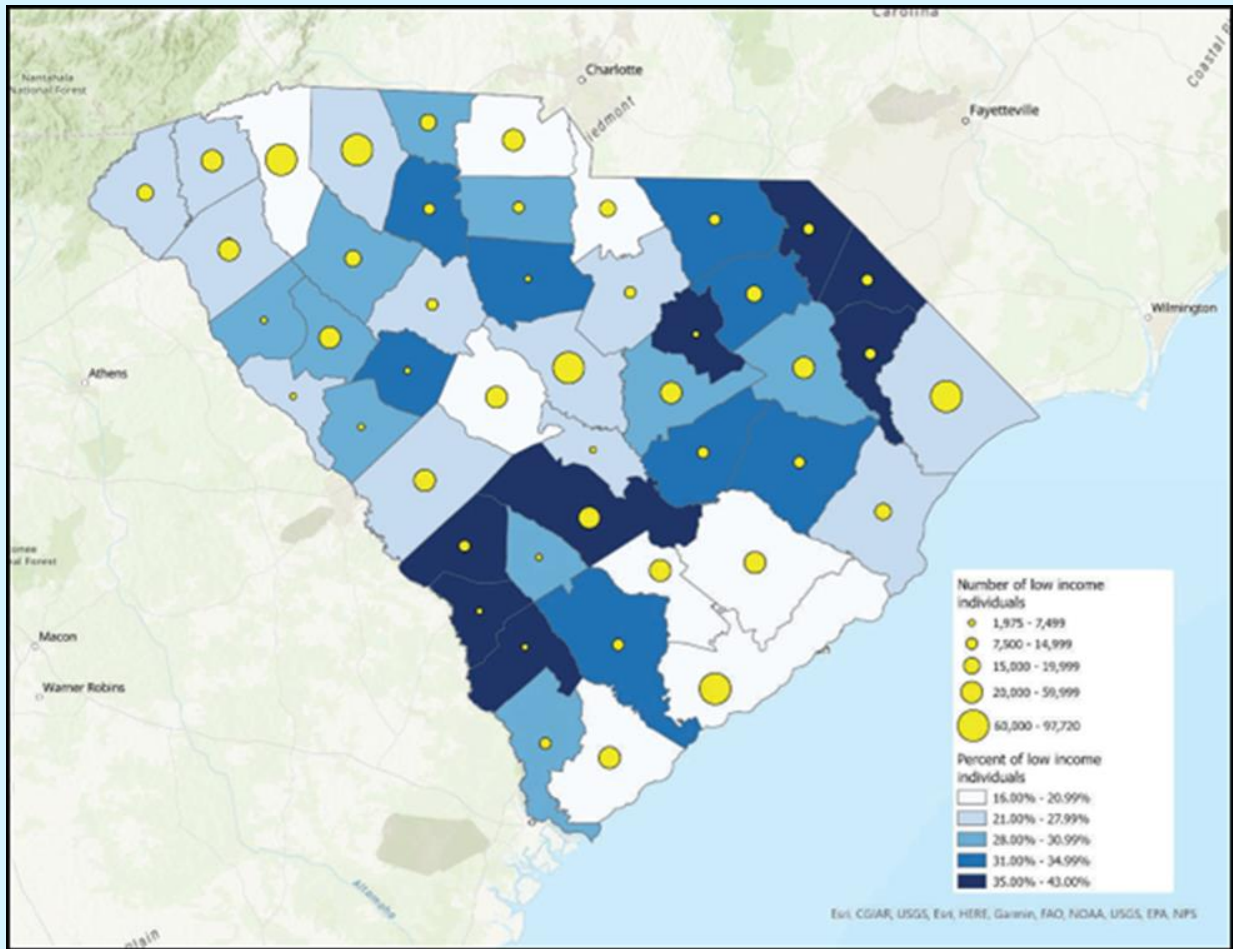 Carolina
Nantahala
National Forest
Charlotte
Piedmont
Fayetteville
Wilmington
Athens
Macon
Warner Robins
Altamaha
Plain
Number of low income
individuals
1,975 - 7,499
7,500 - 14,999
15,000 - 19,999
20,000 - 59,999
60,000 - 97,720
Percent of low income
individuals
16.00% - 20.99%
21.00% - 27.99%
28.00% - 30.99%
31.00% - 34.99%
35.00% - 43.00%
Esri, CGIAR, USGS, Esri, HERE, Garmin, FAO, NOAA, USGS, EPA, NPS